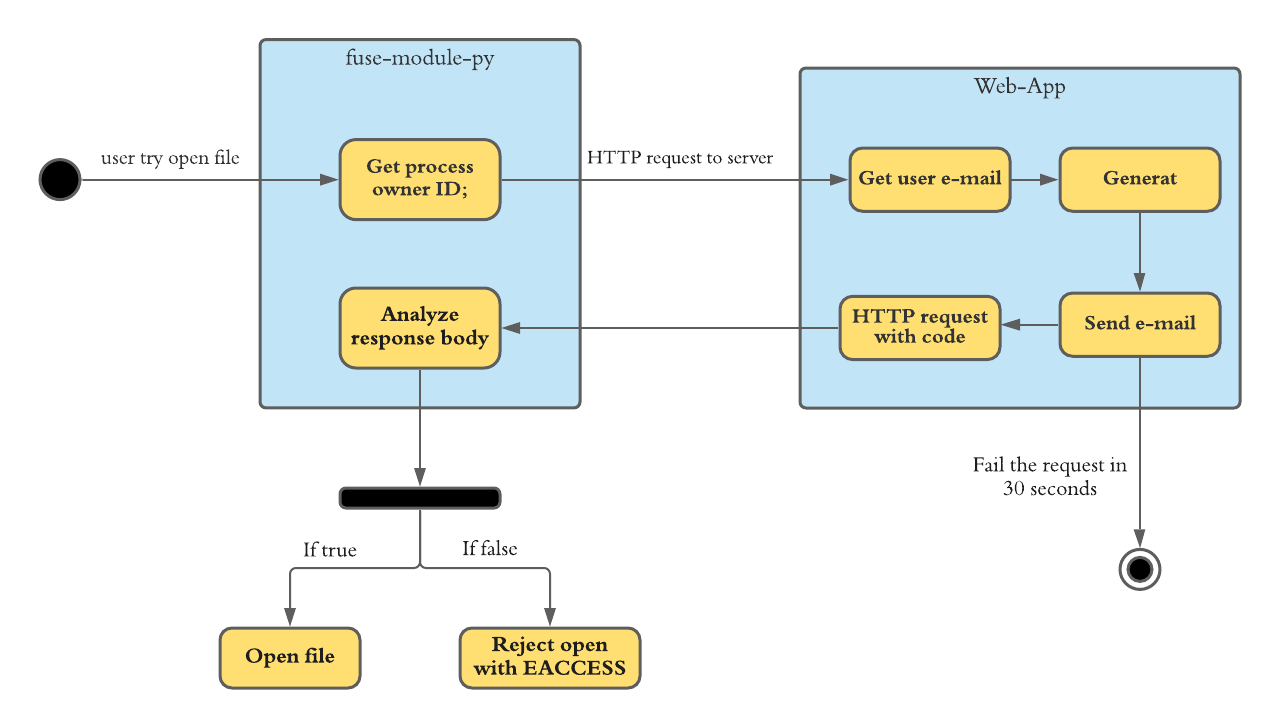 fuse-module-py
Web-App
user try open file
Get process
owner ID;
HTTP request to server
Get user e-mail
Generat
Analyze
response body
HTTP request
with code
Send e-mail
Fail the request in
30 seconds
If true
If false
Open file
Reject open
with EACCESS